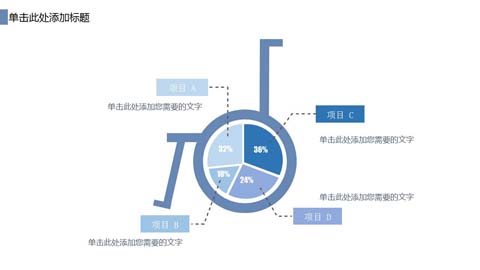 单击此处添加标题
项目 A
单击此处添加您需要的文字
项目 C
单击此处添加您需要的文字
32%
36%
18%
24%
单击此处添加您需要的文字
项目 D
项目 B
单击此处添加您需要的文字